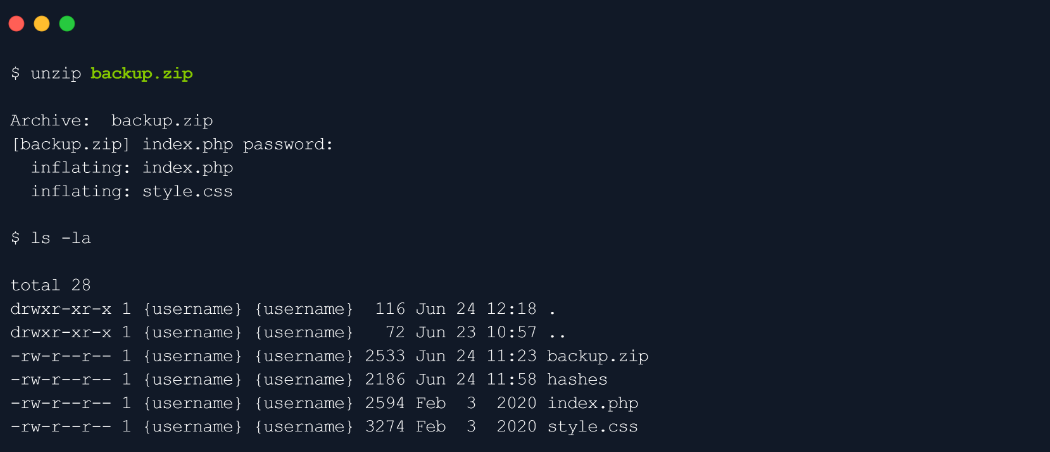 $ unzip backup.zip
Archive:  backup.zip
[backup.zip] index.php password:
  inflating: index.php
  inflating: style.css
$ ls -la
total 28
drwxr-xr-x 1 {username} {username}  116 Jun 24 12:18 .
drwxr-xr-x 1 {username} {username}   72 Jun 23 10:57 ..
-rw-r--r-- 1 {username} {username} 2533 Jun 24 11:23 backup.zip
-rw-r--r-- 1 {username} {username} 2186 Jun 24 11:58 hashes
-rw-r--r-- 1 {username} {username} 2594 Feb  3  2020 index.php
-rw-r--r-- 1 {username} {username} 3274 Feb  3  2020 style.css